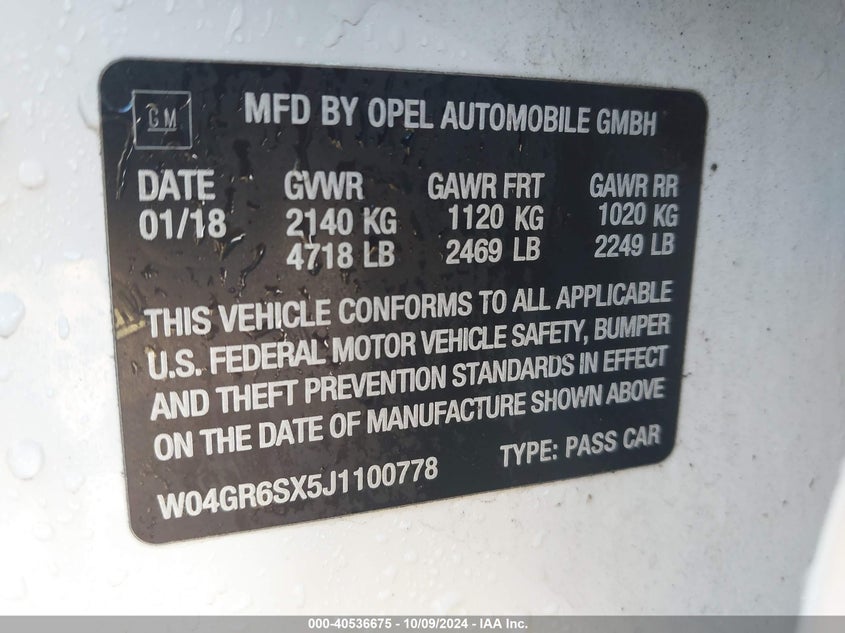 GM
MFD BY OPEL AUTOMOBILE GMBH
DATE GVWR GAWR FRT GAWR RR
01/18 2140 KG 1120 KG 1020 KG
4718 LB 2469 LB 2249 LB
THIS VEHICLE CONFORMS TO ALL APPLICABLE
U.S. FEDERAL MOTOR VEHICLE SAFETY, BUMPER
AND THEFT PREVENTION STANDARDS IN EFFECT
ON THE DATE OF MANUFACTURE SHOWN ABOVE
W04GR6SX5J1100778 TYPE: PASS CAR
000-40536675 - 10/09/2024 - IAA Inc.